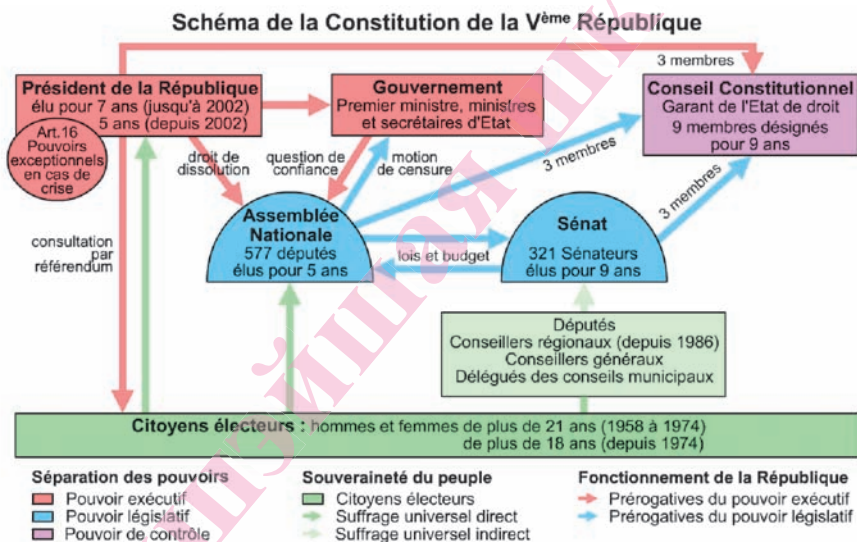 Schéma de la Constitution de la Vème République
3 membres
Président de la République
élu pour 7 ans (jusqu'à 2002)
5 ans (depuis 2002)
Art.16
Pouvoirs
exceptionnels
en cas de
crise
Gouvernement
Premier ministre, ministres
et secrétaires d'Etat
Conseil Constitutionnel
Garant de l'Etat de droit
9 membres désignés
pour 9 ans
droit de
dissolution
question de
confiance
motion
de censure
3 membres
3 membres
consultation
par
référendum
Assemblée
Nationale
577 députés
élus pour 5 ans
lois et budget
Sénat
321 Sénateurs
élus pour 9 ans
Députés
Conseillers régionaux (depuis 1986)
Conseillers généraux
Délégués des conseils municipaux
Citoyens électeurs : hommes et femmes de plus de 21 ans (1958 à 1974)
de plus de 18 ans (depuis 1974)
Séparation des pouvoirs
Pouvoir exécutif
Pouvoir législatif
Pouvoir de contrôle
Souveraineté du peuple
Citoyens électeurs
Suffrage universel direct
Suffrage universel indirect
Fonctionnement de la République
Prérogatives du pouvoir exécutif
Prérogatives du pouvoir législatif